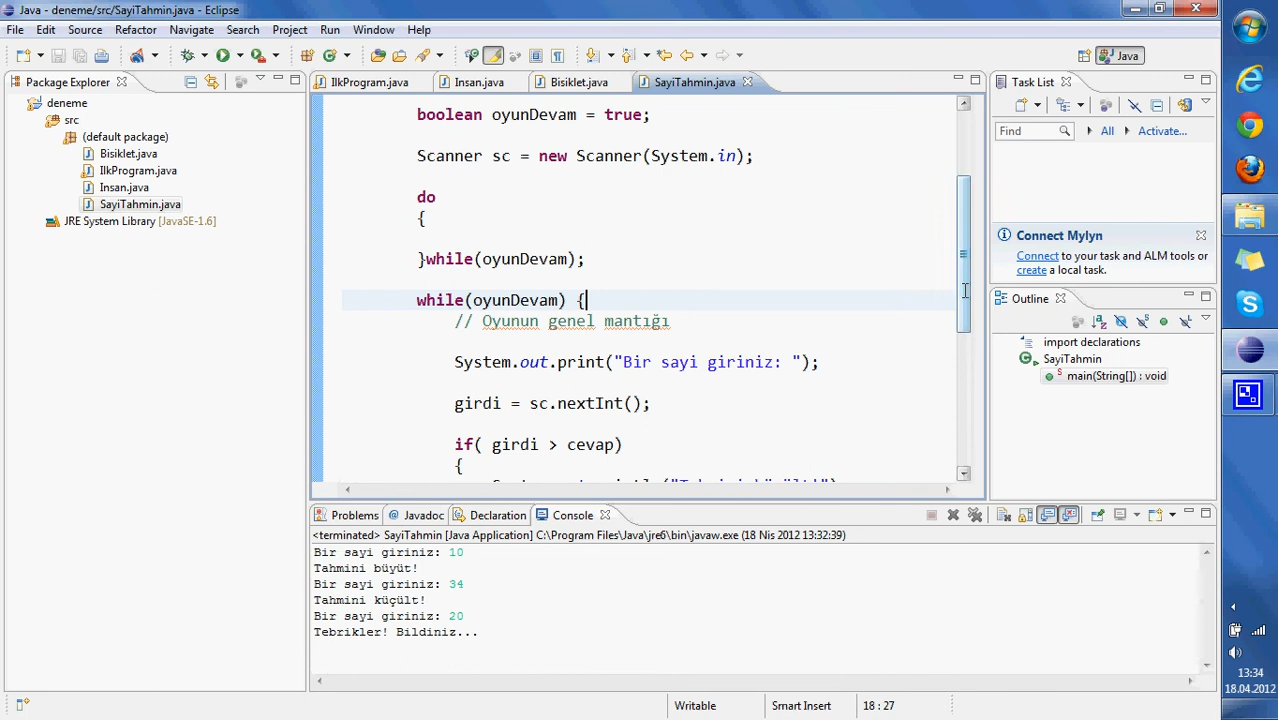 Java - deneme/src/SayiTahmin.java - Eclipse
File Edit Source Refactor Navigate Search Project Run Window Help
Java
Package Explorer
deneme
src
(default package)
Bisiklet.java
IlkProgram.java
Insan.java
SayiTahmin.java
JRE System Library [JavaSE-1.6]
IlkProgram.java Insan.java Bisiklet.java SayiTahmin.java
boolean oyunDevam = true;
Scanner sc = new Scanner(System.in);
do
{
}while(oyunDevam);
while(oyunDevam) {
// Oyunun genel mantığı
System.out.print("Bir sayi giriniz: ");
girdi = sc.nextInt();
if( girdi > cevap)
{
Task List
Find All Activate...
Connect Mylyn
Connect to your task and ALM tools or
create a local task.
Outline
import declarations
SayiTahmin
main(String[]) : void
Problems Javadoc Declaration Console
<terminated> SayiTahmin [Java Application] C:\Program Files\Java\jre6\bin\javaw.exe (18 Nis 2012 13:32:39)
Bir sayi giriniz: 10
Tahmini büyüt!
Bir sayi giriniz: 34
Tahmini küçült!
Bir sayi giriniz: 20
Tebrikler! Bildiniz...
Writable Smart Insert 18 : 27
13:34
18.04.2012